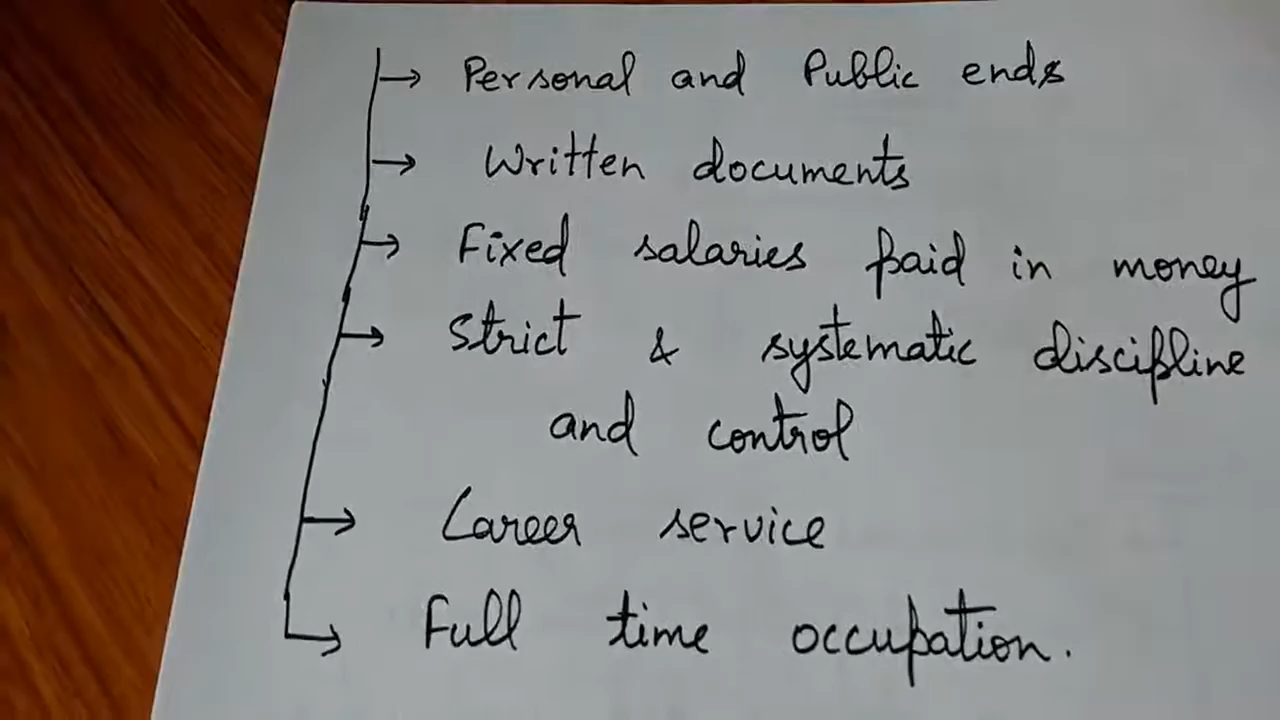 Personal and Public ends
Written documents
Fixed salaries paid in money
Strict & systematic discipline
and control
Career service
Full time occupation.